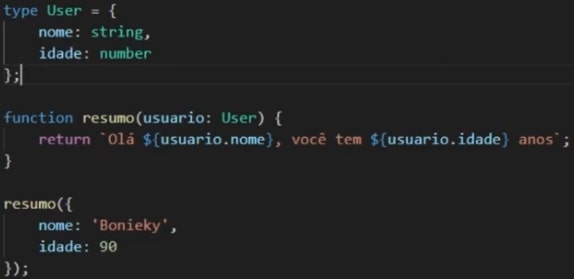 type User = {
    nome: string,
    idade: number
};
function resumo(usuario: User) {
    return `Olá ${usuario.nome}, você tem ${usuario.idade} anos`;
}
resumo({
    nome: 'Bonieky',
    idade: 90
});